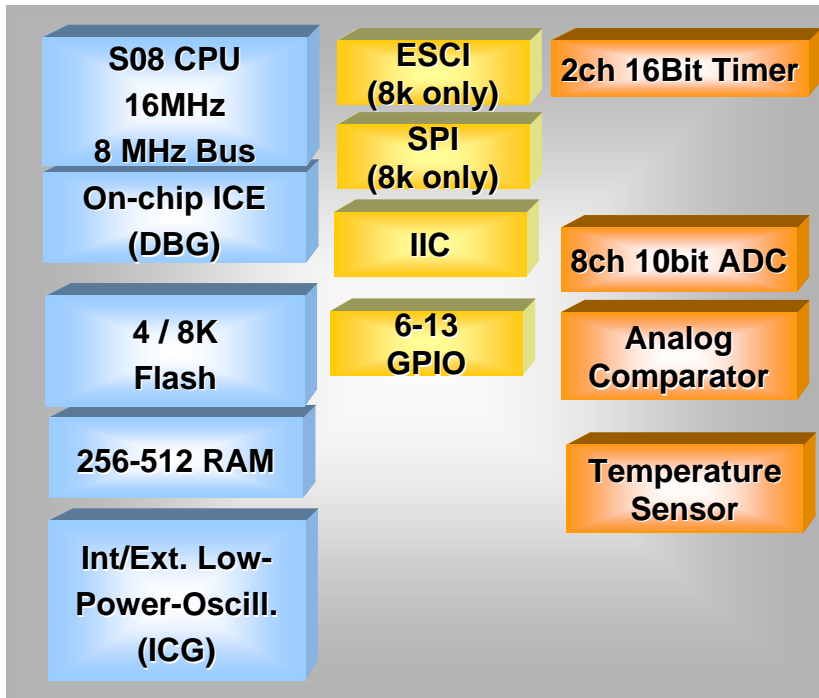 S08 CPU
16MHz
8 MHz Bus
On-chip ICE
(DBG)
4 / 8K
Flash
256-512 RAM
Int/Ext. Low-
Power-Oscill.
(ICG)
ESCI
(8k only)
SPI
(8k only)
IIC
6-13
GPIO
2ch 16Bit Timer
8ch 10bit ADC
Analog
Comparator
Temperature
Sensor